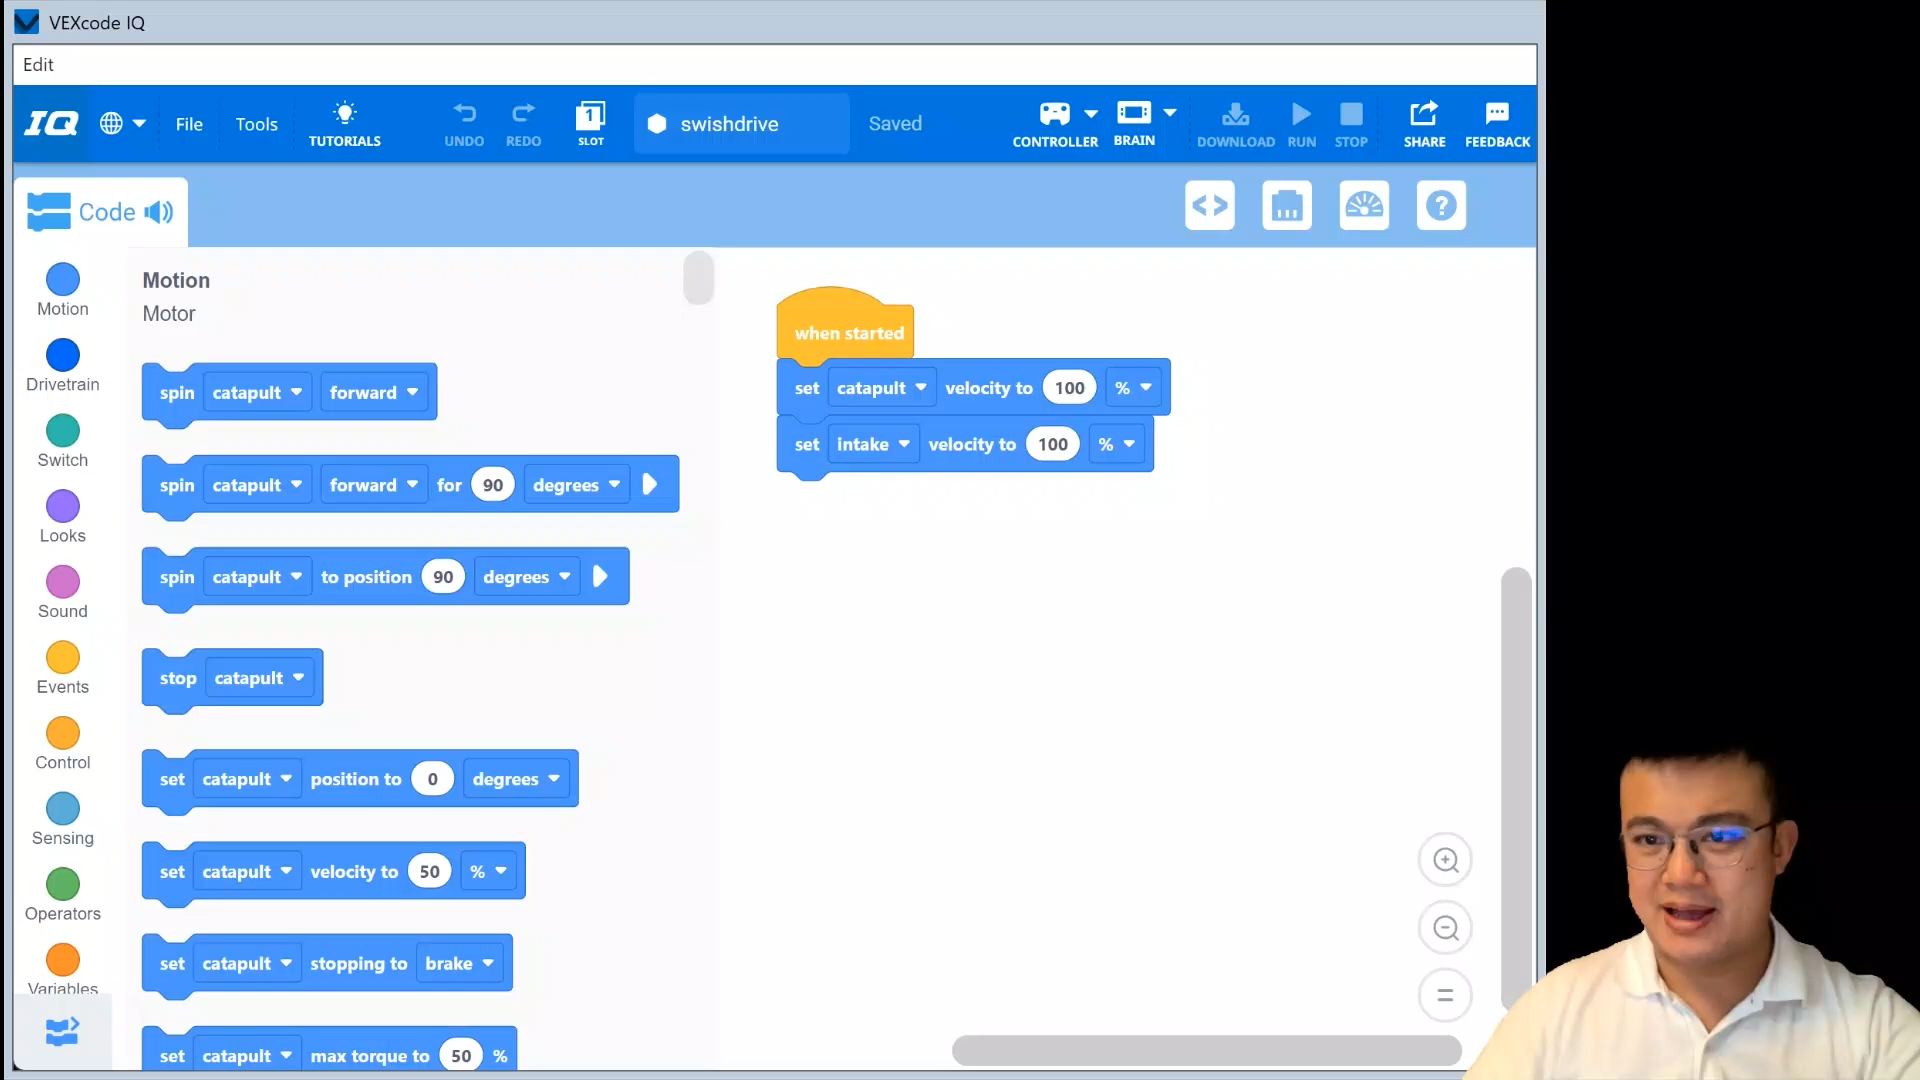 VEXcode IQ
Edit
IQ
File
Tools
TUTORIALS
UNDO
REDO
1
SLOT
swishdrive
Saved
CONTROLLER
BRAIN
DOWNLOAD
RUN
STOP
SHARE
FEEDBACK
Code
Motion
Drivetrain
Switch
Looks
Sound
Events
Control
Sensing
Operators
Variables
Motion
Motor
spin catapult forward
spin catapult forward for 90 degrees
spin catapult to position 90 degrees
stop catapult
set catapult position to 0 degrees
set catapult velocity to 50 %
set catapult stopping to brake
set catapult max torque to 50 %
when started
set catapult velocity to 100 %
set intake velocity to 100 %